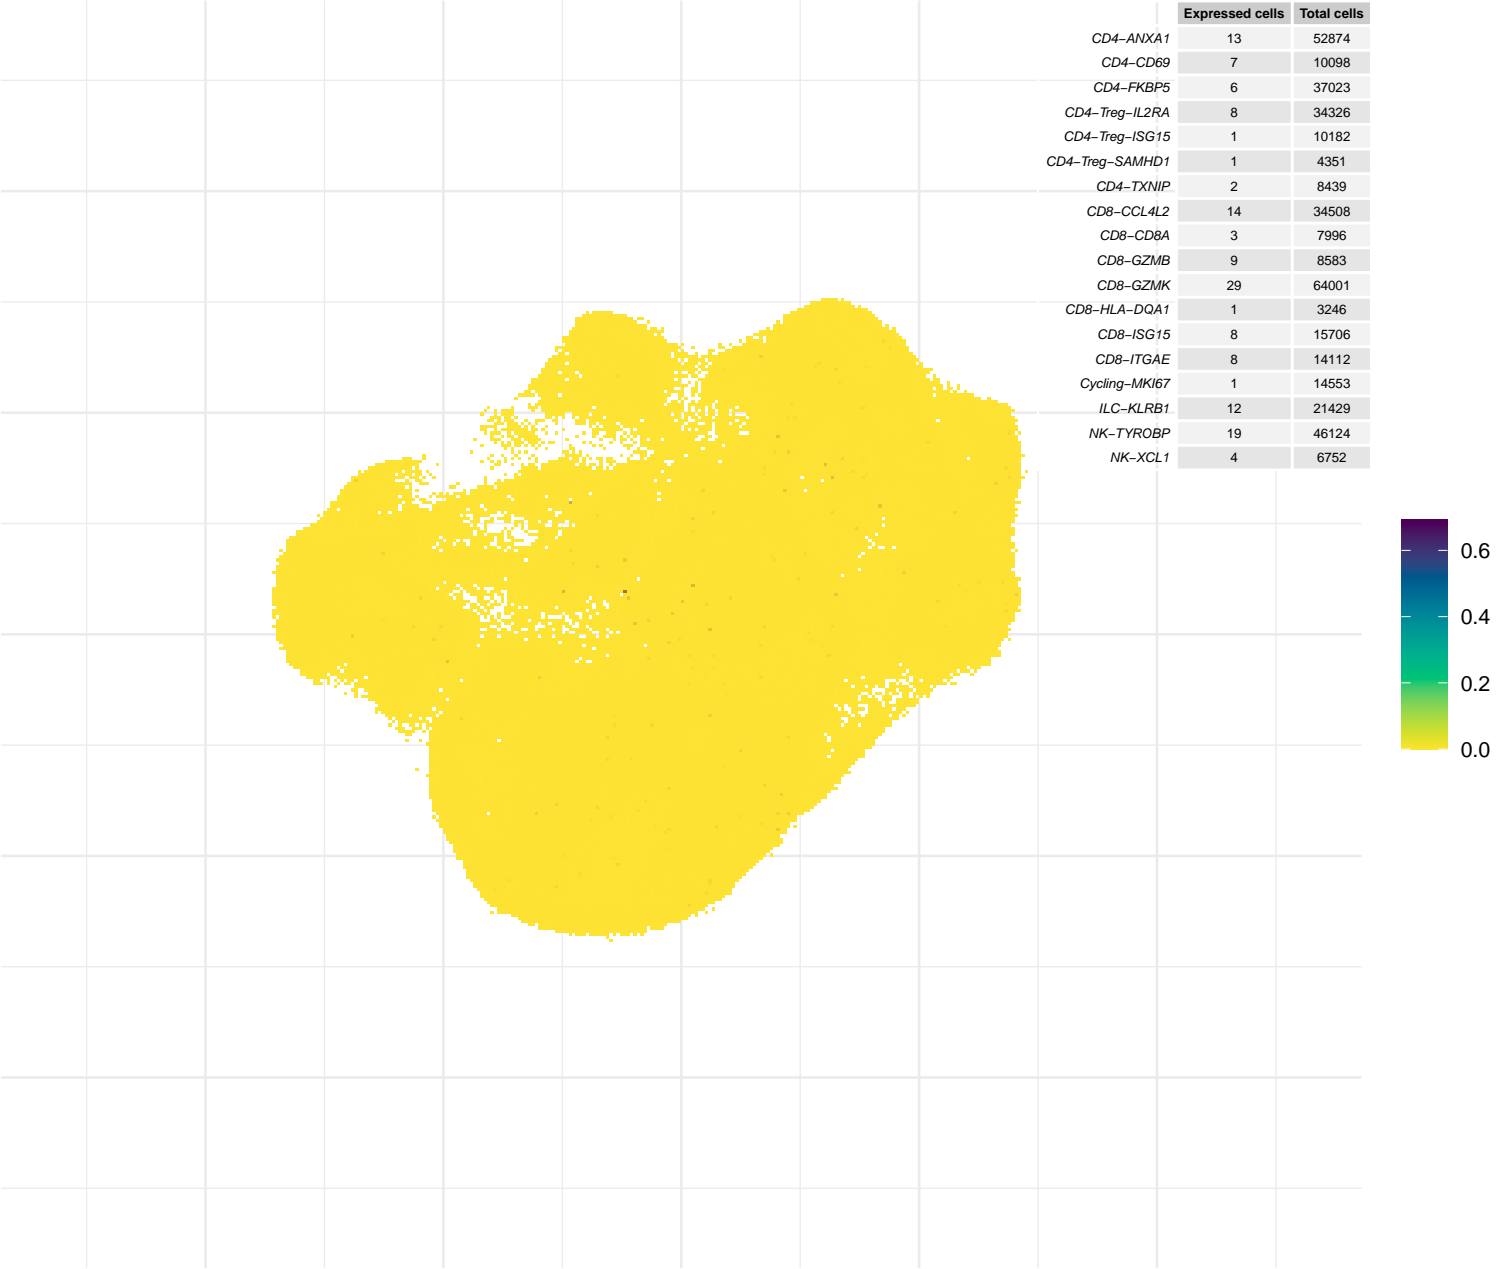 Expressed cells Total cells
CD4−ANXA1 13 52874
CD4−CD69 7 10098
CD4−FKBP5 6 37023
CD4−Treg−IL2RA 8 34326
CD4−Treg−ISG15 1 10182
CD4−Treg−SAMHD1 1 4351
CD4−TXNIP 2 8439
CD8−CCL4L2 14 34508
CD8−CD8A 3 7996
CD8−GZMB 9 8583
CD8−GZMK 29 64001
CD8−HLA−DQA1 1 3246
CD8−ISG15 8 15706
CD8−ITGAE 8 14112
Cycling−MKI67 1 14553
ILC−KLRB1 12 21429
NK−TYROBP 19 46124
NK−XCL1 4 6752
0.6
0.4
0.2
0.0